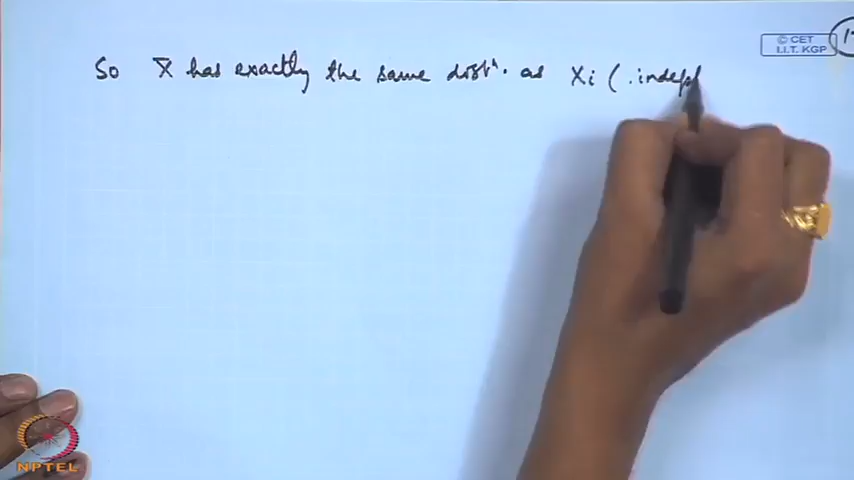 So X̄ has exactly the same distⁿ. as Xi ( indep
© CET
I.I.T. KGP
NPTEL